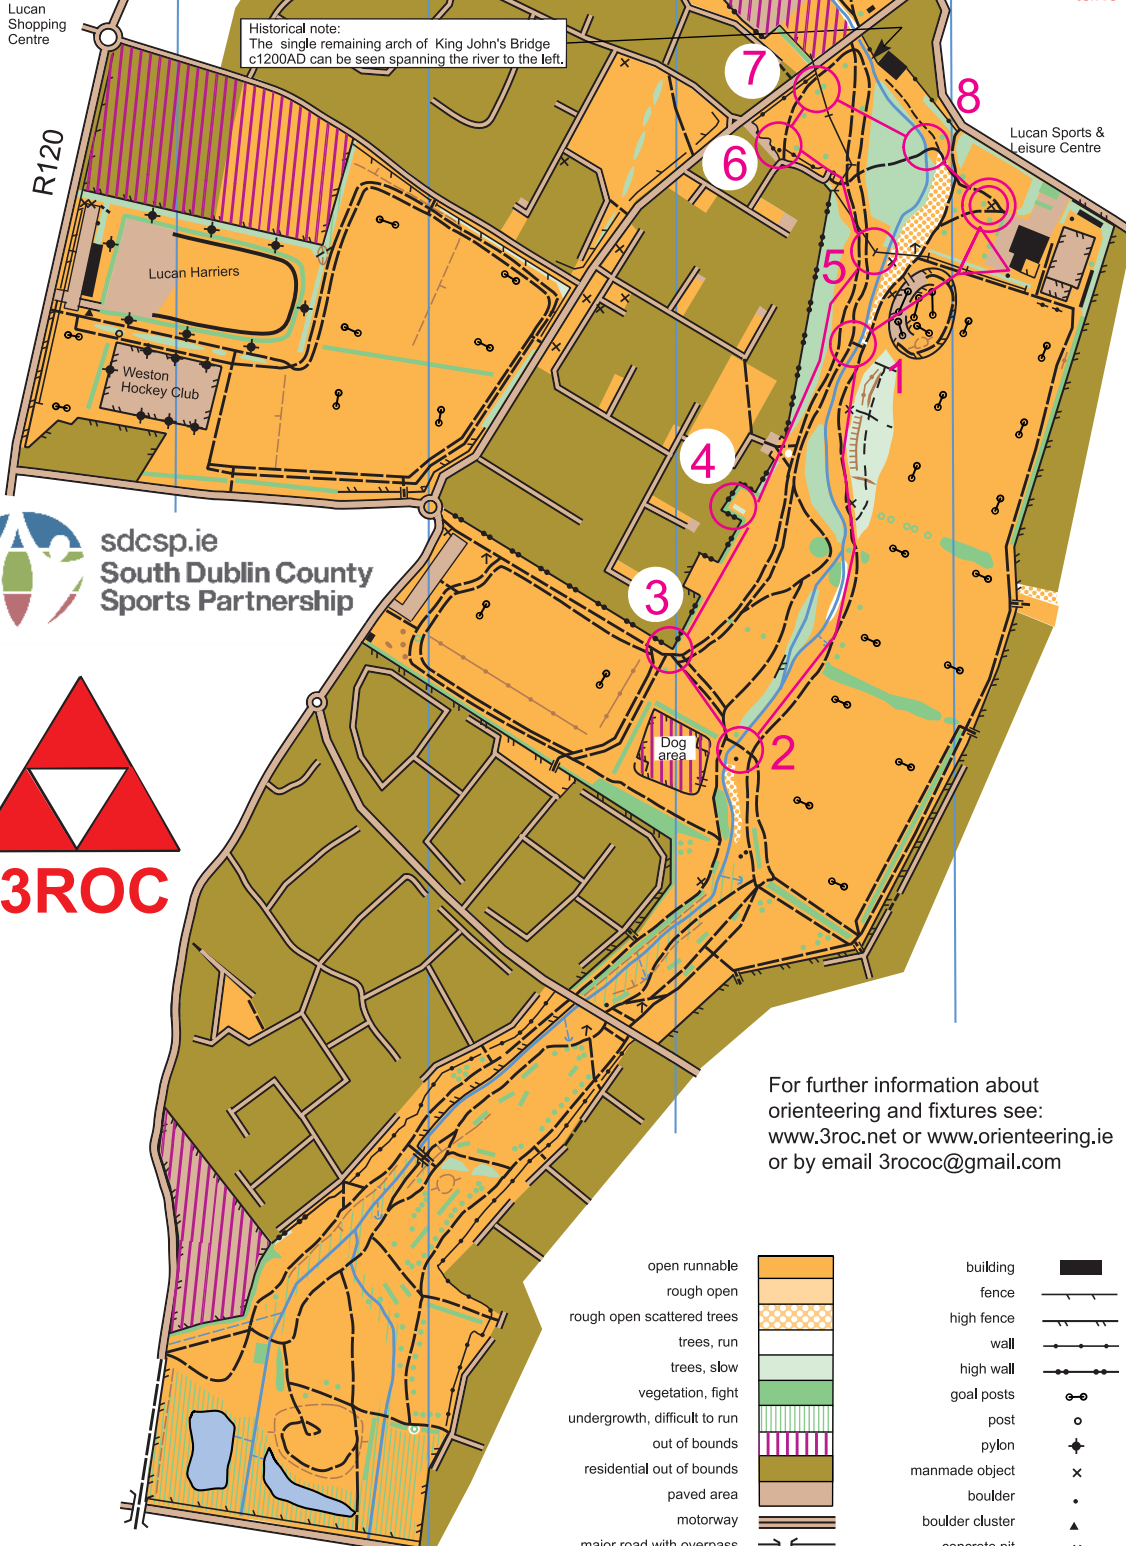 Lucan
Shopping
Centre
Historical note:
The single remaining arch of King John's Bridge
c1200AD can be seen spanning the river to the left.
R120
7
8
6
Lucan Sports &
Leisure Centre
5
Lucan Harriers
Weston
Hockey Club
1
4
sdcsp.ie
South Dublin County
Sports Partnership
3
2
Dog
area
3ROC
For further information about
orienteering and fixtures see:
www.3roc.net or www.orienteering.ie
or by email 3rococ@gmail.com
open runnable
rough open
rough open scattered trees
trees, run
trees, slow
vegetation, fight
undergrowth, difficult to run
out of bounds
residential out of bounds
paved area
motorway
major road with overpass
building
fence
high fence
wall
high wall
goal posts
post
pylon
manmade object
boulder
boulder cluster
concrete pit